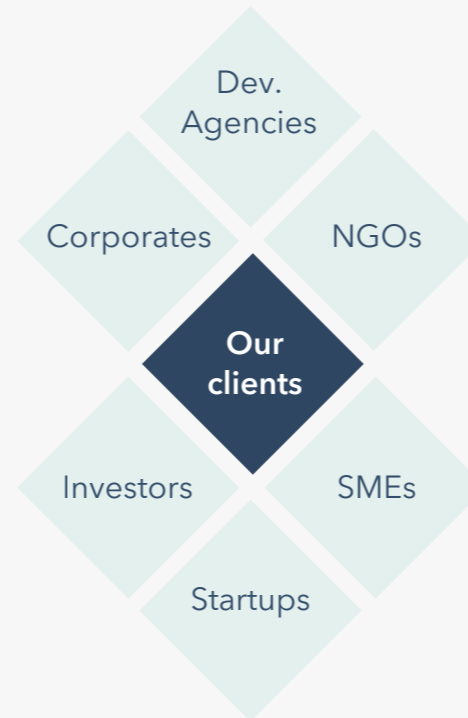 Dev.
Agencies
Corporates
NGOs
Our
clients
Investors
SMEs
Startups